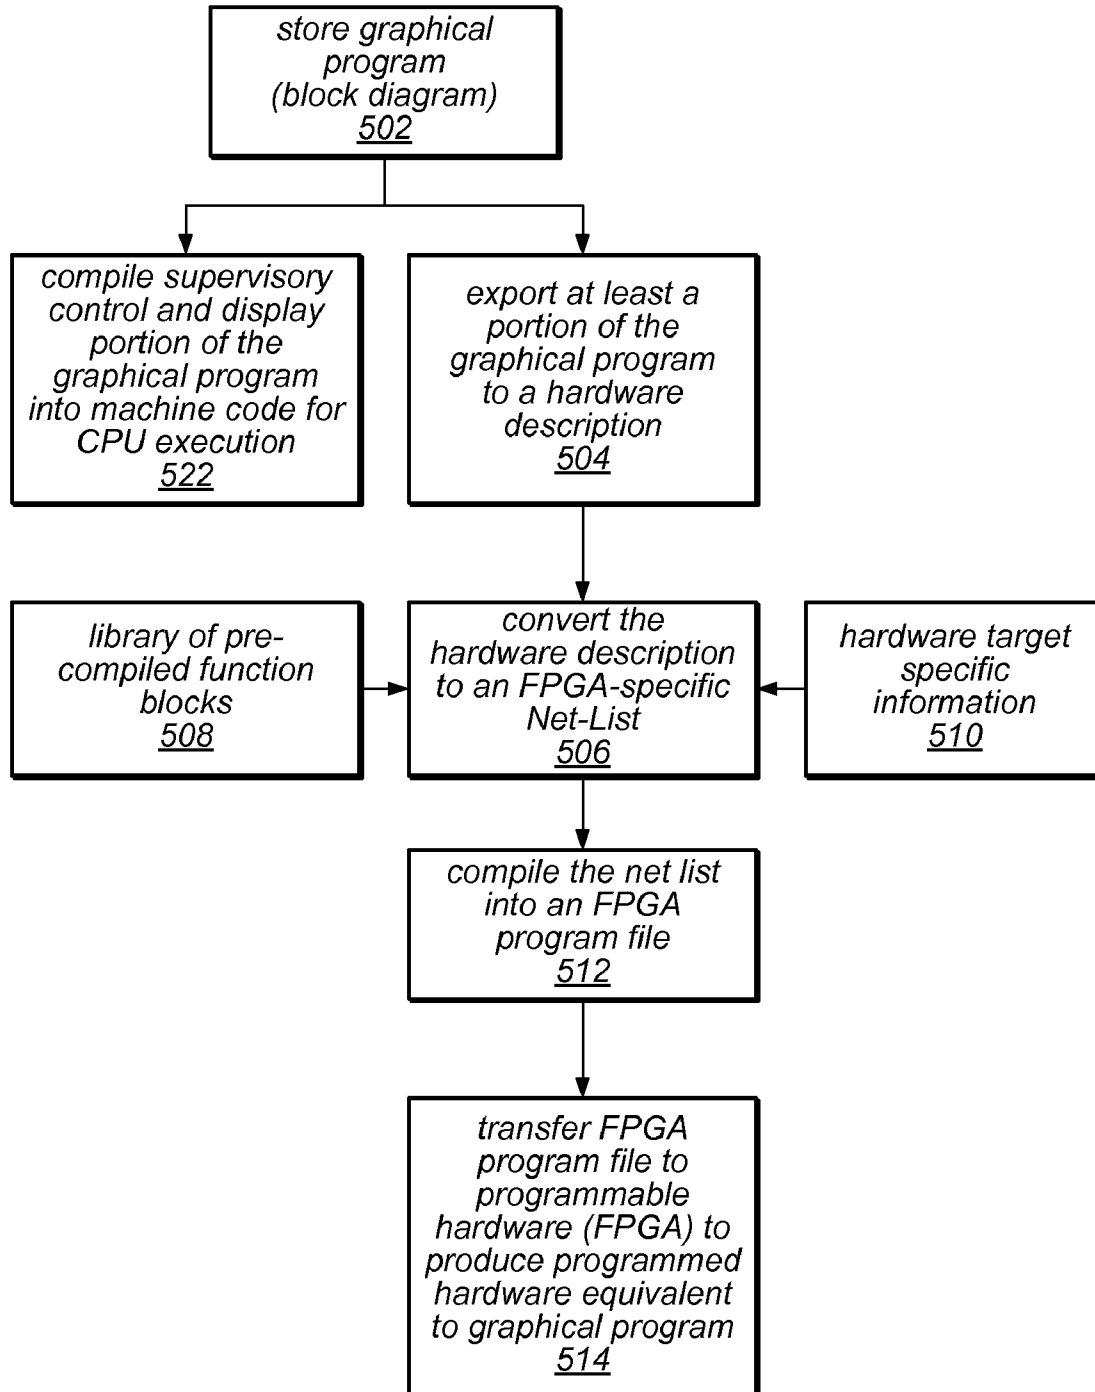 store graphical
program
(block diagram)
502
compile supervisory
control and display
portion of the
graphical program
into machine code for
CPU execution
522
export at least a
portion of the
graphical program
to a hardware
description
504
library of pre-
compiled function
blocks
508
convert the
hardware description
to an FPGA-specific
Net-List
506
hardware target
specific
information
510
compile the net list
into an FPGA
program file
512
transfer FPGA
program file to
programmable
hardware (FPGA) to
produce programmed
hardware equivalent
to graphical program
514